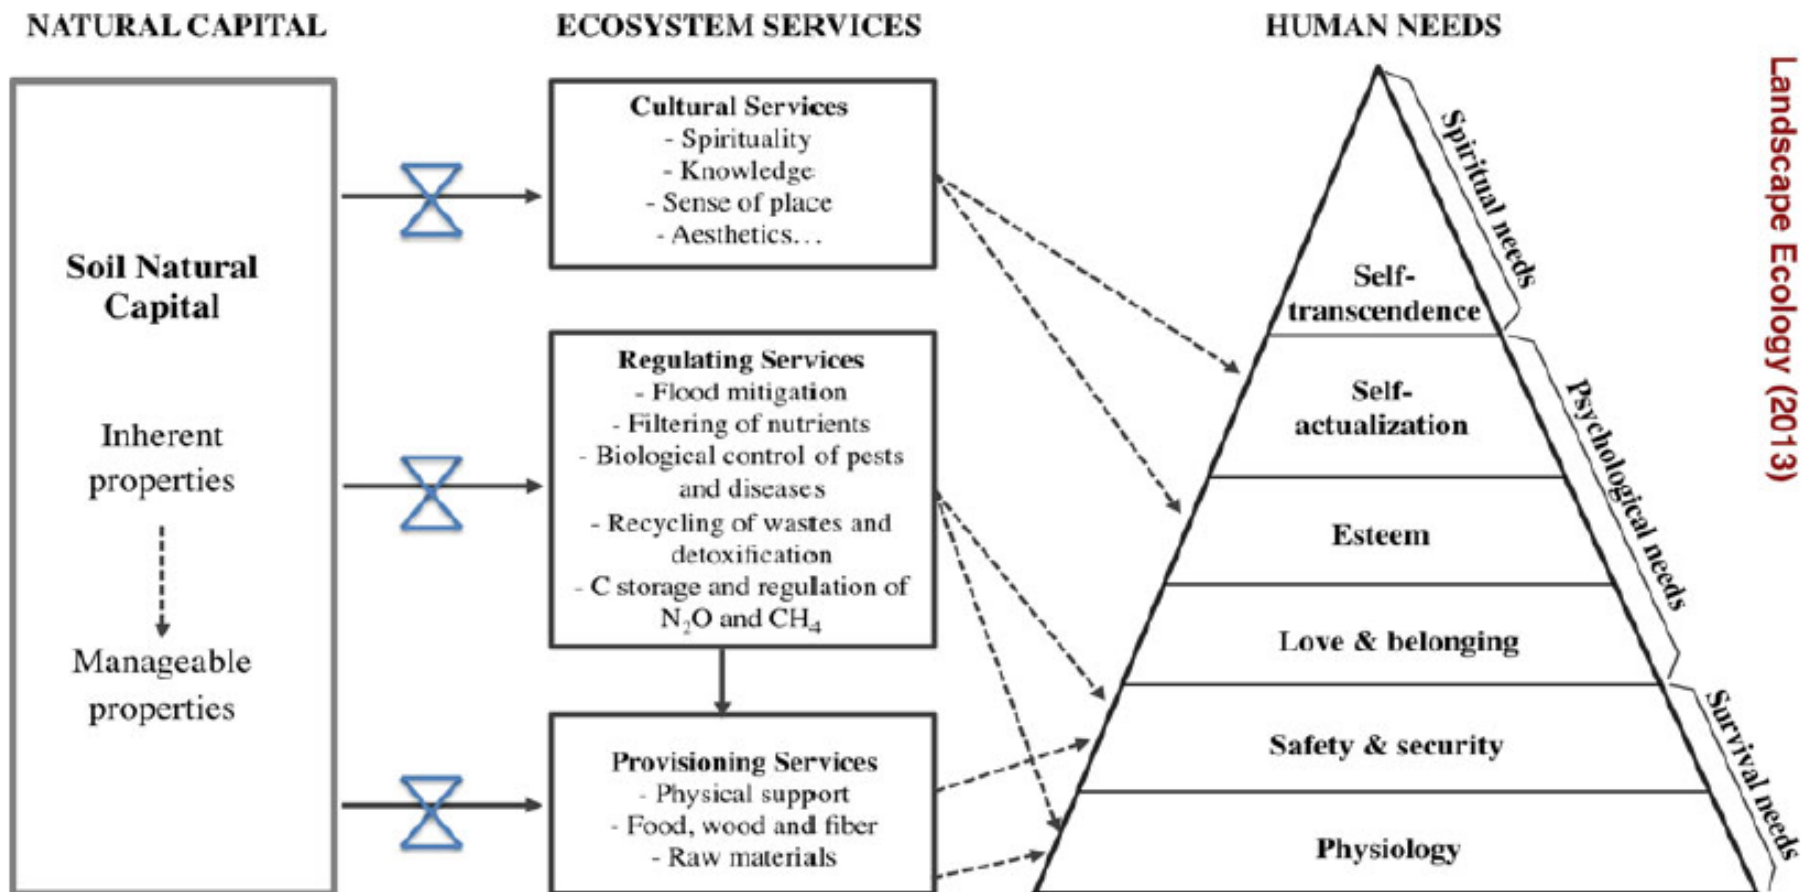 NATURAL CAPITAL
Soil Natural
Capital
Inherent
properties
Manageable
properties
ECOSYSTEM SERVICES
Cultural Services
- Spirituality
- Knowledge
- Sense of place
- Aesthetics…
Regulating Services
- Flood mitigation
- Filtering of nutrients
- Biological control of pests
and diseases
- Recycling of wastes and
detoxification
- C storage and regulation of
N₂O and CH₄
Provisioning Services
- Physical support
- Food, wood and fiber
- Raw materials
HUMAN NEEDS
Self-
transcendence
Self-
actualization
Esteem
Love & belonging
Safety & security
Physiology
Spiritual needs
Psychological needs
Survival needs
Landscape Ecology (2013)